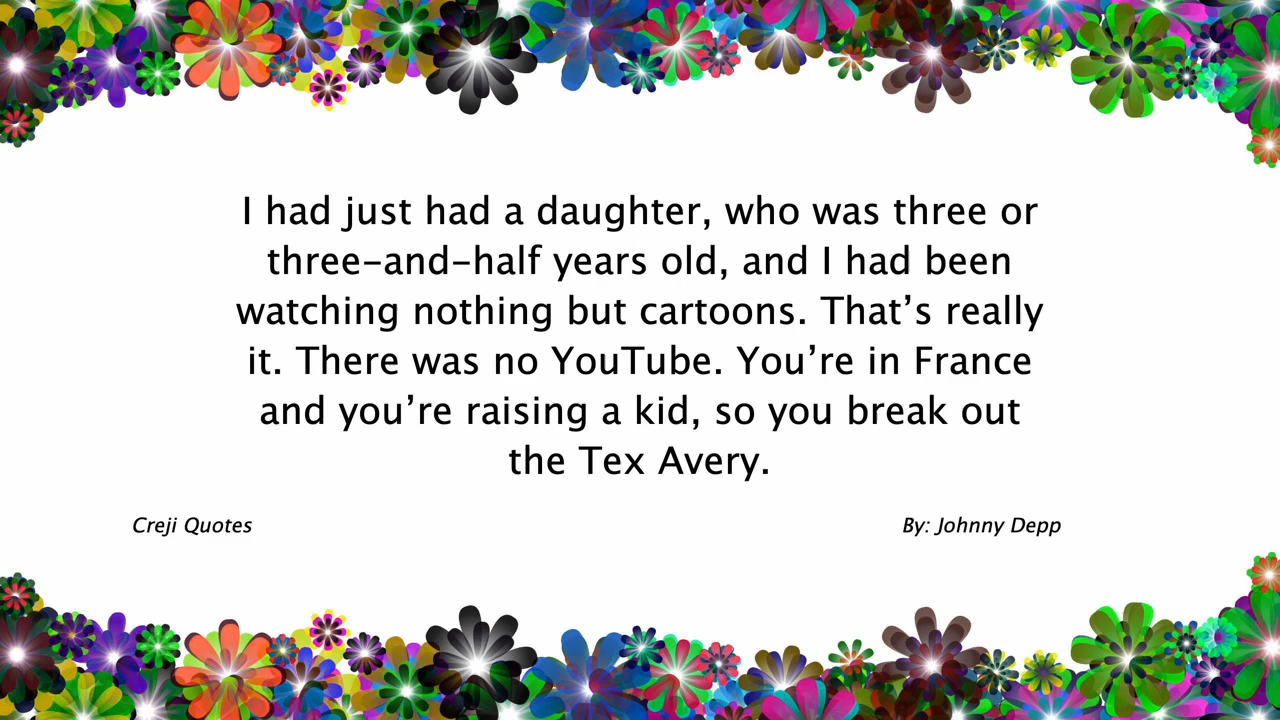 I had just had a daughter, who was three or
three-and-half years old, and I had been
watching nothing but cartoons. That’s really
it. There was no YouTube. You’re in France
and you’re raising a kid, so you break out
the Tex Avery.
Creji Quotes
By: Johnny Depp